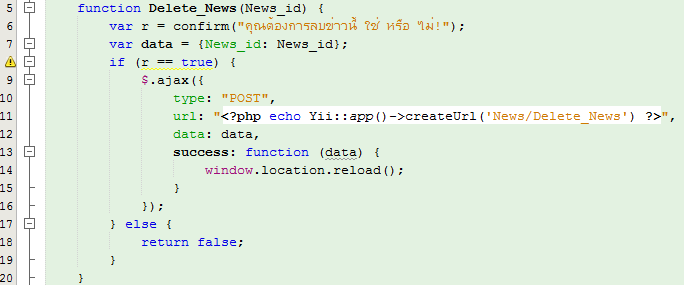 5 function Delete_News(News_id) {
6 var r = confirm("คุณต้องการลบข่าวนี้ ใช่ หรือ ไม่!");
7 var data = {News_id: News_id};
if (r == true) {
9 $.ajax({
10 type: "POST",
11 url: "<?php echo Yii::app()->createUrl('News/Delete_News') ?>",
12 data: data,
13 success: function (data) {
14 window.location.reload();
15 }
16 });
17 } else {
18 return false;
19 }
20 }